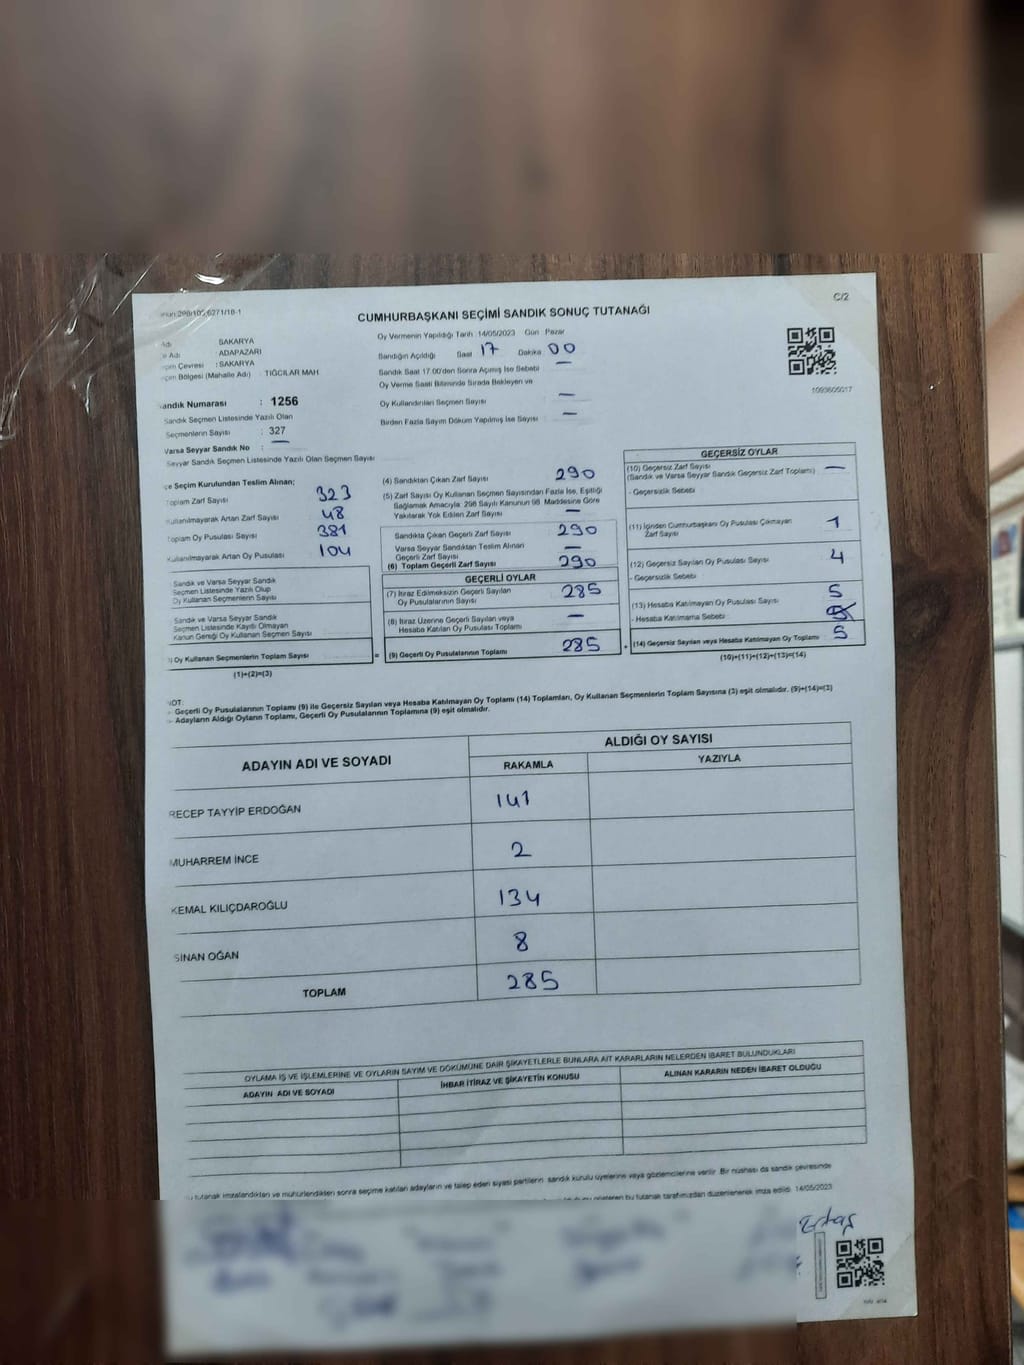 C/2
CUMHURBAŞKANI SEÇİMİ SANDIK SONUÇ TUTANAĞI
SAKARYA
Adı : ADAPAZARI
Çevresi : SAKARYA
Bölgesi (Mahalle Adı) : TIĞCILAR MAH
Sandık Numarası : 1256
Sandık Seçmen Listesinde Yazılı Olan
Seçmenlerin Sayısı : 327
Varsa Seyyar Sandık No : —
Seyyar Sandık Seçmen Listesinde Yazılı Olan Seçmen Sayısı
Oy Vermenin Yapıldığı Tarih :14/05/2023 Gün : Pazar
Sandığın Açıldığı Saat 17 Dakika 00
Sandık Saat 17:00'den Sonra Açılmış İse Sebebi —
Oy Verme Saati Bitiminde Sırada Bekleyen ve
Oy Kullandırılan Seçmen Sayısı —
Birden Fazla Sayım Döküm Yapılmış İse Sayısı —
1093605017
Seçim Kurulundan Teslim Alınan;
Toplam Zarf Sayısı 323
Kullanılmayarak Artan Zarf Sayısı 48
Toplam Oy Pusulası Sayısı 381
Kullanılmayarak Artan Oy Pusulası 104
Sandık ve Varsa Seyyar Sandık
Seçmen Listesinde Yazılı Olup
Oy Kullanan Seçmenlerin Sayısı
Sandık ve Varsa Seyyar Sandık
Seçmen Listesinde Kayıtlı Olmayan
Kanun Gereği Oy Kullanan Seçmen Sayısı
) Oy Kullanan Seçmenlerin Toplam Sayısı
(1)+(2)=(3)
(4) Sandıktan Çıkan Zarf Sayısı 290
(5) Zarf Sayısı Oy Kullanan Seçmen Sayısından Fazla İse, Eşitliği
Sağlamak Amacıyla; 298 Sayılı Kanunun 98. Maddesine Göre
Yakılarak Yok Edilen Zarf Sayısı —
Sandıkta Çıkan Geçerli Zarf Sayısı 290
Varsa Seyyar Sandıktan Teslim Alınan
Geçerli Zarf Sayısı —
(6) Toplam Geçerli Zarf Sayısı 290
GEÇERLİ OYLAR
(7) İtiraz Edilmeksizin Geçerli Sayılan
Oy Pusulalarının Sayısı 285
(8) İtiraz Üzerine Geçerli Sayılan veya
Hesaba Katılan Oy Pusulası Toplamı —
= (9) Geçerli Oy Pusulalarının Toplamı 285 +
GEÇERSİZ OYLAR
(10) Geçersiz Zarf Sayısı —
(Sandık ve Varsa Seyyar Sandık Geçersiz Zarf Toplamı)
- Geçersizlik Sebebi
(11) İçinden Cumhurbaşkanı Oy Pusulası Çıkmayan 1
Zarf Sayısı
(12) Geçersiz Sayılan Oy Pusulası Sayısı 4
- Geçersizlik Sebebi
(13) Hesaba Katılmayan Oy Pusulası Sayısı 5
- Hesaba Katılmama Sebebi
(14) Geçersiz Sayılan veya Hesaba Katılmayan Oy Toplamı 5
(10)+(11)+(12)+(13)=(14)
NOT:
- Geçerli Oy Pusulalarının Toplamı (9) ile Geçersiz Sayılan veya Hesaba Katılmayan Oy Toplamı (14) Toplamları, Oy Kullanan Seçmenlerin Toplam Sayısına (3) eşit olmalıdır. (9)+(14)=(3)
- Adayların Aldığı Oyların Toplamı, Geçerli Oy Pusulalarının Toplamına (9) eşit olmalıdır.
ADAYIN ADI VE SOYADI ALDIĞI OY SAYISI
RAKAMLA YAZIYLA
RECEP TAYYİP ERDOĞAN 141
MUHARREM İNCE 2
KEMAL KILIÇDAROĞLU 134
SİNAN OĞAN 8
TOPLAM 285
OYLAMA İŞ VE İŞLEMLERİNE VE OYLARIN SAYIM VE DÖKÜMÜNE DAİR ŞİKAYETLERLE BUNLARA AİT KARARLARIN NELERDEN İBARET BULUNDUKLARI
ADAYIN ADI VE SOYADI İHBAR İTİRAZ VE ŞİKAYETİN KONUSU ALINAN KARARIN NEDEN İBARET OLDUĞU
tutanak imzalandıktan ve mühürlendikten sonra seçime katılan adayların ve talep eden siyasi partilerin sandık kurulu üyelerine veya gözlemcilerine verilir. Bir nüshası da sandık çevresinde
gösteren bu tutanak tarafımızdan düzenlenerek imza edildi. 14/05/2023
Ertaş